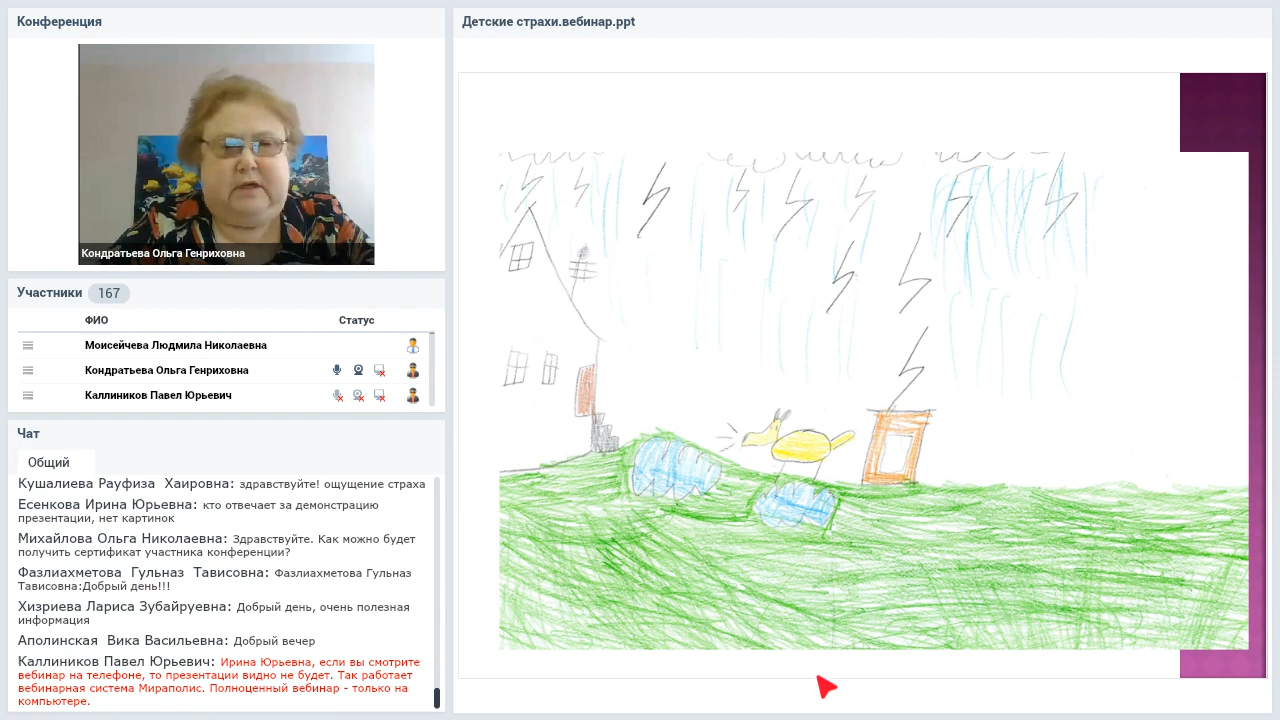 Конференция
Кондратьева Ольга Генриховна
Участники 167
ФИО Статус
Моисейчева Людмила Николаевна
Кондратьева Ольга Генриховна
Каллиников Павел Юрьевич
Чат
Общий
Кушалиева Рауфиза Хаировна: здравствуйте! ощущение страха
Есенкова Ирина Юрьевна: кто отвечает за демонстрацию
презентации, нет картинок
Михайлова Ольга Николаевна: Здравствуйте. Как можно будет
получить сертификат участника конференции?
Фазлиахметова Гульназ Тависовна: Фазлиахметова Гульназ
Тависовна:Добрый день!!!
Хизриева Лариса Зубайруевна: Добрый день, очень полезная
информация
Аполинская Вика Васильевна: Добрый вечер
Каллиников Павел Юрьевич: Ирина Юрьевна, если вы смотрите
вебинар на телефоне, то презентации видно не будет. Так работает
вебинарная система Мираполис. Полноценный вебинар - только на
компьютере.
Детские страхи.вебинар.ppt